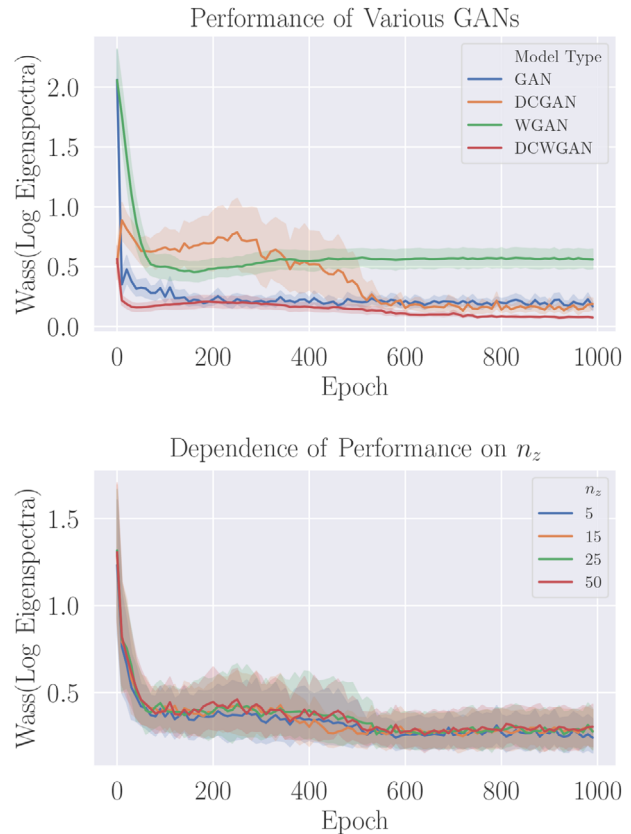 Performance of Various GANs
Wass(Log Eigenspectra)
2.0
1.5
1.0
0.5
0.0
Model Type
GAN
DCGAN
WGAN
DCWGAN
0 200 400 600 800 1000
Epoch
Dependence of Performance on n_z
Wass(Log Eigenspectra)
1.5
1.0
0.5
n_z
5
15
25
50
0 200 400 600 800 1000
Epoch